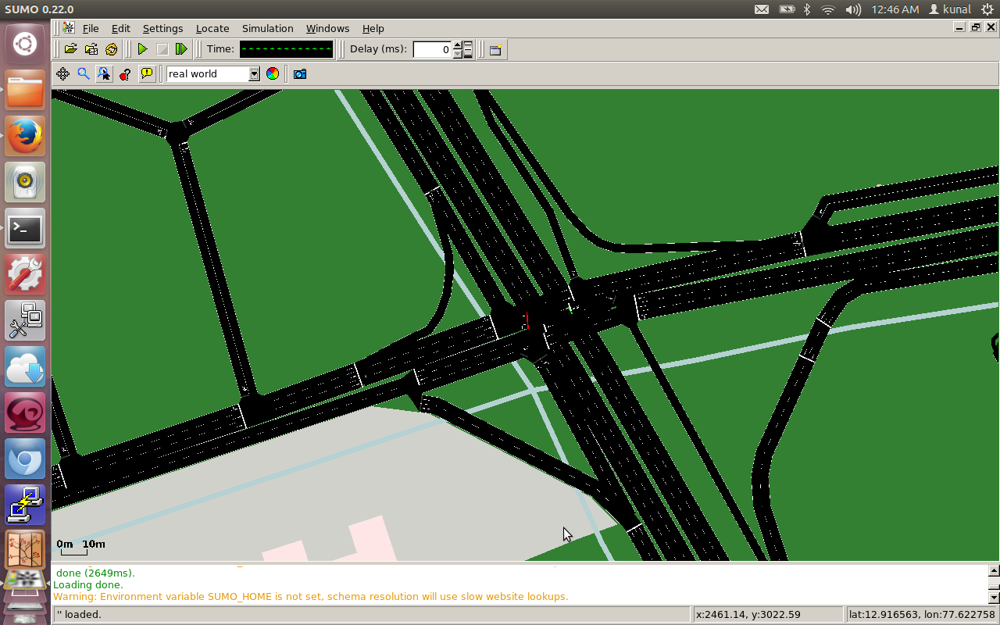 SUMO 0.22.0
12:46 AM kunal
File Edit Settings Locate Simulation Windows Help
Time: Delay (ms): 0
real world
0m 10m
done (2649ms).
Loading done.
Warning: Environment variable SUMO_HOME is not set, schema resolution will use slow website lookups.
'' loaded. x:2461.14, y:3022.59 lat:12.916563, lon:77.622758